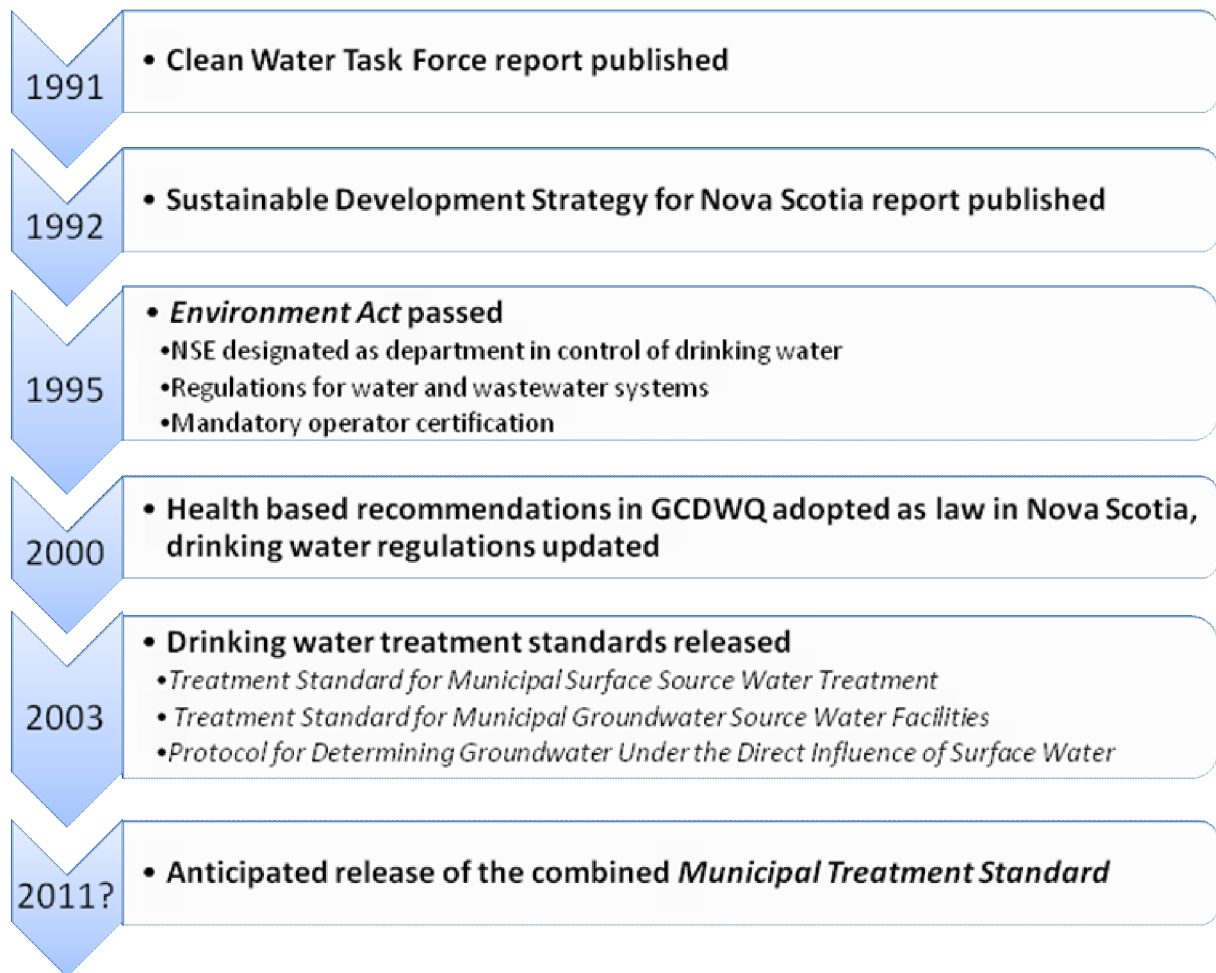 1991
• Clean Water Task Force report published
1992
• Sustainable Development Strategy for Nova Scotia report published
1995
• Environment Act passed
•NSE designated as department in control of drinking water
•Regulations for water and wastewater systems
•Mandatory operator certification
2000
• Health based recommendations in GCDWQ adopted as law in Nova Scotia,
drinking water regulations updated
2003
• Drinking water treatment standards released
•Treatment Standard for Municipal Surface Source Water Treatment
• Treatment Standard for Municipal Groundwater Source Water Facilities
•Protocol for Determining Groundwater Under the Direct Influence of Surface Water
2011?
• Anticipated release of the combined Municipal Treatment Standard